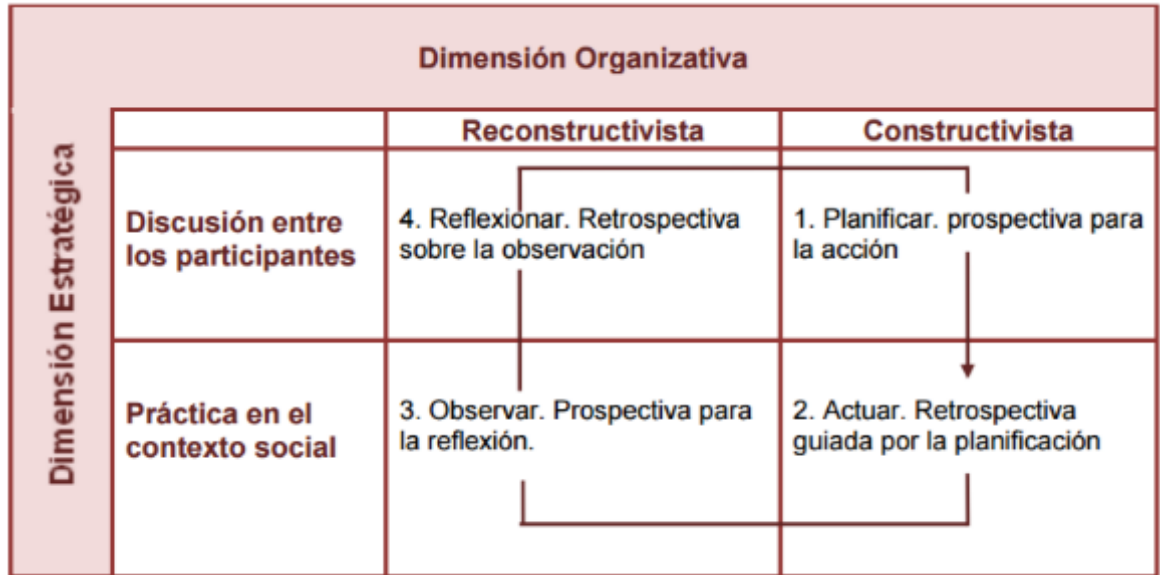 Dimensión Organizativa
Dimensión Estratégica
Reconstructivista
Constructivista
Discusión entre
los participantes
4. Reflexionar. Retrospectiva
sobre la observación
1. Planificar. prospectiva para
la acción
Práctica en el
contexto social
3. Observar. Prospectiva para
la reflexión.
2. Actuar. Retrospectiva
guiada por la planificación